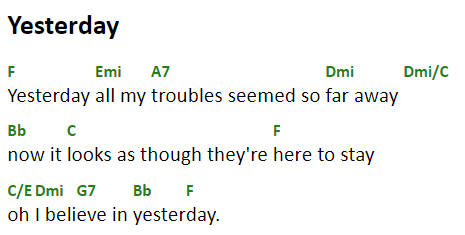 Yesterday
F Emi A7 Dmi Dmi/C
Yesterday all my troubles seemed so far away
Bb C F
now it looks as though they're here to stay
C/E Dmi G7 Bb F
oh I believe in yesterday.